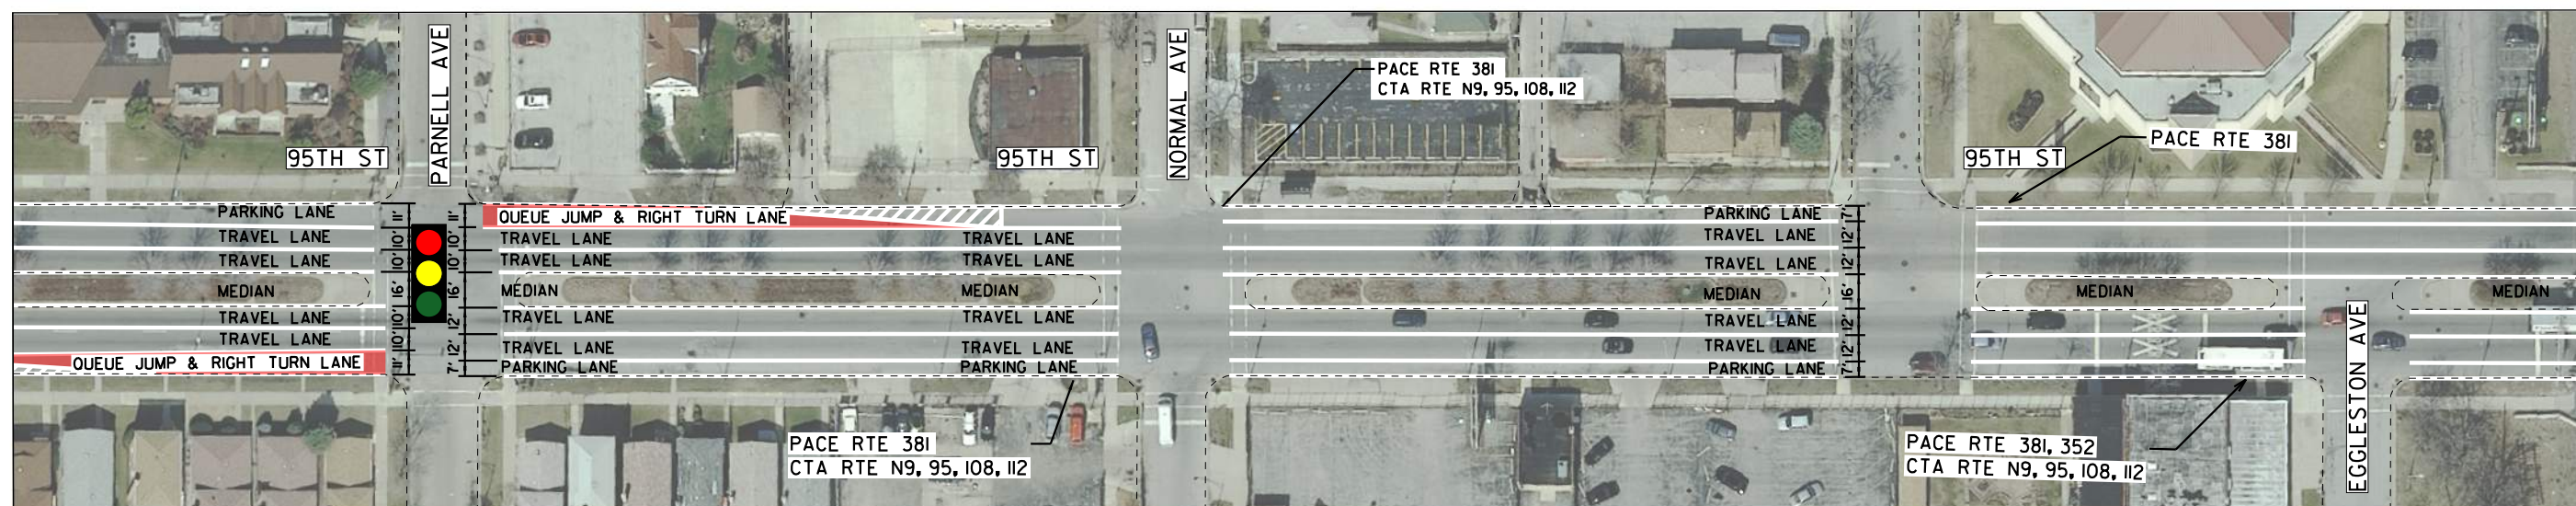 PARNELL AVE
NORMAL AVE
PACE RTE 381
CTA RTE N9, 95, 108, 112
95TH ST
95TH ST
95TH ST
PACE RTE 381
PARKING LANE
TRAVEL LANE
TRAVEL LANE
MEDIAN
TRAVEL LANE
TRAVEL LANE
QUEUE JUMP & RIGHT TURN LANE
11'
10'
10'
16'
10'
10'
11'
11'
10'
10'
16'
12'
12'
7'
QUEUE JUMP & RIGHT TURN LANE
TRAVEL LANE
TRAVEL LANE
TRAVEL LANE
TRAVEL LANE
MEDIAN
MEDIAN
TRAVEL LANE
TRAVEL LANE
TRAVEL LANE
TRAVEL LANE
PARKING LANE
PARKING LANE
PARKING LANE
TRAVEL LANE
TRAVEL LANE
MEDIAN
TRAVEL LANE
TRAVEL LANE
PARKING LANE
7'
12'
12'
16'
12'
12'
7'
MEDIAN
MEDIAN
EGGLESTON AVE
PACE RTE 381
CTA RTE N9, 95, 108, 112
PACE RTE 381, 352
CTA RTE N9, 95, 108, 112